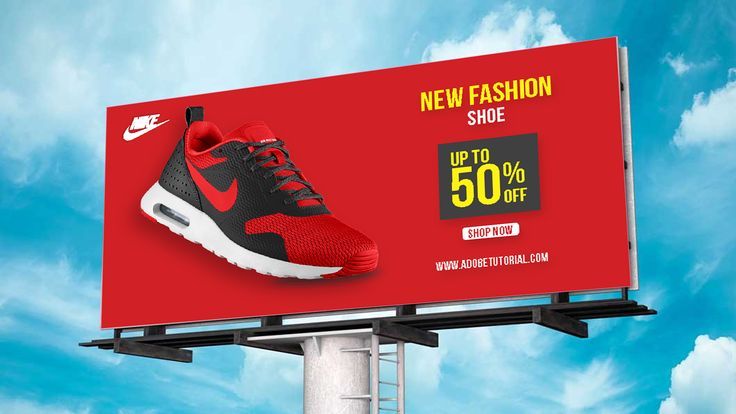 NIKE
NEW FASHION
SHOE
UP TO
50%
OFF
SHOP NOW
WWW.ADOBETUTORIAL.COM